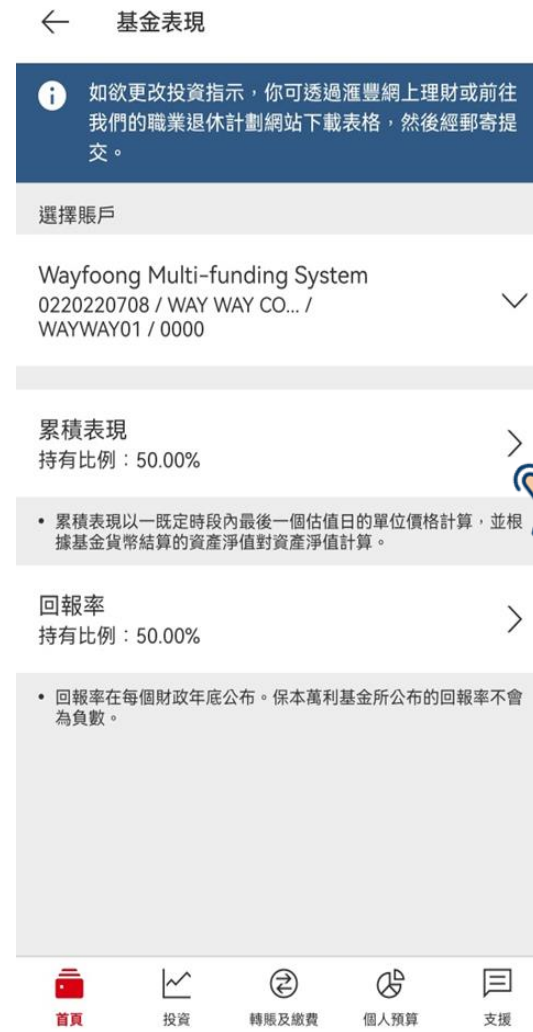 基金表現
如欲更改投資指示，你可透過滙豐網上理財或前往
我們的職業退休計劃網站下載表格，然後經郵寄提
交。
選擇賬戶
Wayfoong Multi-funding System
0220220708 / WAY WAY CO... /
WAYWAY01 / 0000
累積表現
持有比例：50.00%
• 累積表現以一既定時段內最後一個估值日的單位價格計算，並根
據基金貨幣結算的資產淨值對資產淨值計算。
回報率
持有比例：50.00%
• 回報率在每個財政年底公布。保本萬利基金所公布的回報率不會
為負數。
首頁 投資 轉賬及繳費 個人預算 支援